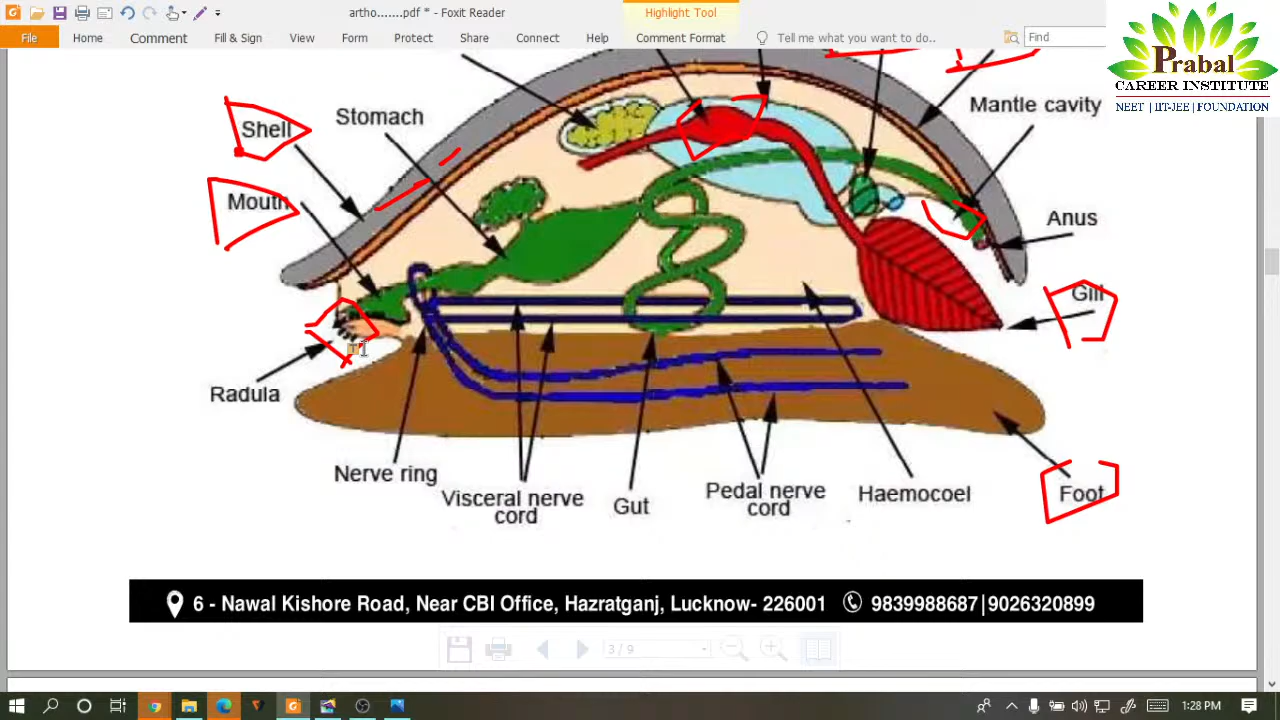 artho.......pdf * - Foxit Reader
Highlight Tool
File Home Comment Fill & Sign View Form Protect Share Connect Help Comment Format Tell me what you want to do.. Find
Prabal
CAREER INSTITUTE
NEET | IIT-JEE | FOUNDATION
Mantle cavity
Stomach
Shell
Mouth
Anus
Gill
Radula
Nerve ring
Visceral nerve
cord
Gut
Pedal nerve
cord
Haemocoel
Foot
6 - Nawal Kishore Road, Near CBI Office, Hazratganj, Lucknow- 226001 9839988687|9026320899
3 / 9
1:28 PM